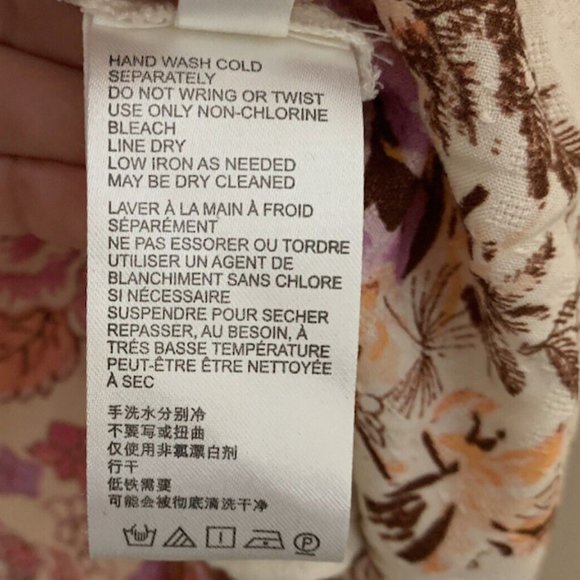 HAND WASH COLD
SEPARATELY
DO NOT WRING OR TWIST
USE ONLY NON-CHLORINE
BLEACH
LINE DRY
LOW IRON AS NEEDED
MAY BE DRY CLEANED
LAVER À LA MAIN À FROID
SÉPARÉMENT
NE PAS ESSORER OU TORDRE
UTILISER UN AGENT DE
BLANCHIMENT SANS CHLORE
SI NÉCESSAIRE
SUSPENDRE POUR SECHER
REPASSER, AU BESOIN, À
TRÉS BASSE TEMPÉRATURE
PEUT-ÊTRE ÊTRE NETTOYÉE
À SEC
手洗水分别冷
不要写或扭曲
仅使用非氯漂白剂
行干
低铁需要
可能会被彻底清洗干净
P